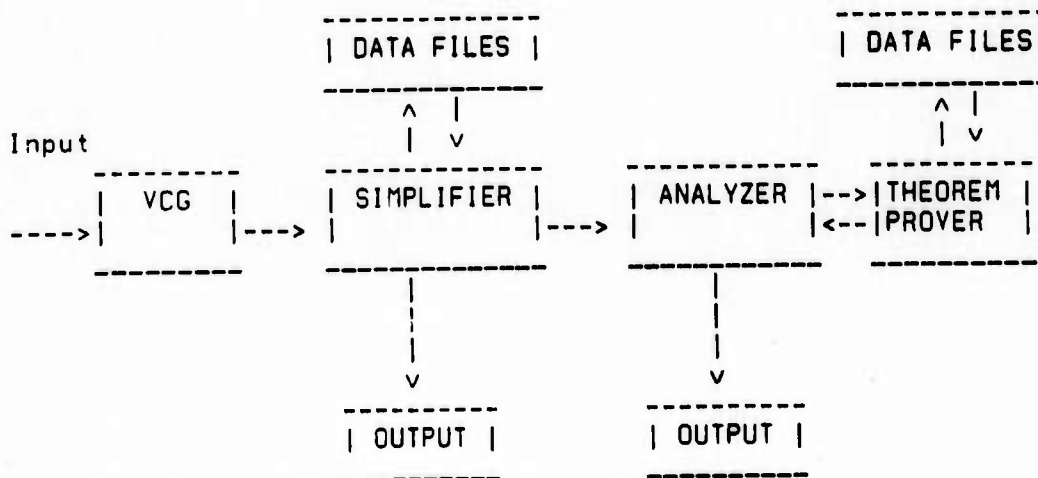 DATA FILES DATA FILES
Input
VCG SIMPLIFIER ANALYZER THEOREM
PROVER
OUTPUT OUTPUT